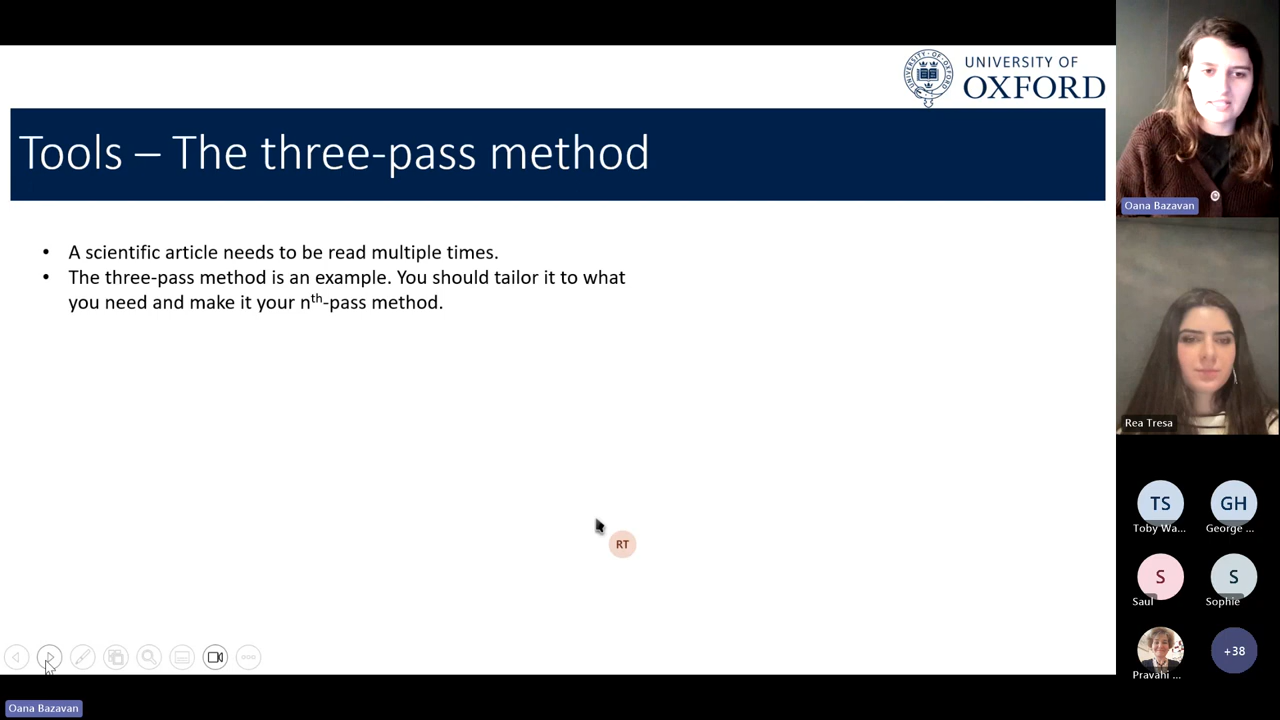 UNIVERSITY OF
OXFORD
Tools – The three-pass method
• A scientific article needs to be read multiple times.
• The three-pass method is an example. You should tailor it to what
you need and make it your nth-pass method.
RT
Oana Bazavan
Oana Bazavan
Rea Tresa
TS
Toby Wa...
GH
George ...
S
Saul
S
Sophie
Pravahi ...
+38